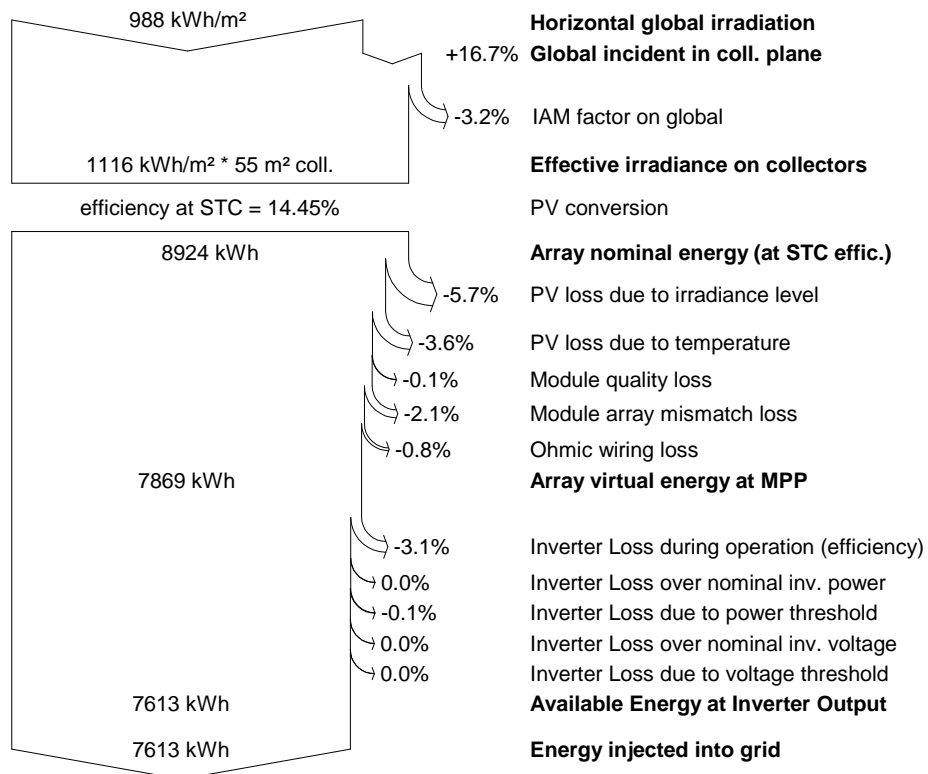 988 kWh/m² Horizontal global irradiation
+16.7% Global incident in coll. plane
-3.2% IAM factor on global
1116 kWh/m² * 55 m² coll. Effective irradiance on collectors
efficiency at STC = 14.45% PV conversion
8924 kWh Array nominal energy (at STC effic.)
-5.7% PV loss due to irradiance level
-3.6% PV loss due to temperature
-0.1% Module quality loss
-2.1% Module array mismatch loss
-0.8% Ohmic wiring loss
7869 kWh Array virtual energy at MPP
-3.1% Inverter Loss during operation (efficiency)
0.0% Inverter Loss over nominal inv. power
-0.1% Inverter Loss due to power threshold
0.0% Inverter Loss over nominal inv. voltage
0.0% Inverter Loss due to voltage threshold
7613 kWh Available Energy at Inverter Output
7613 kWh Energy injected into grid